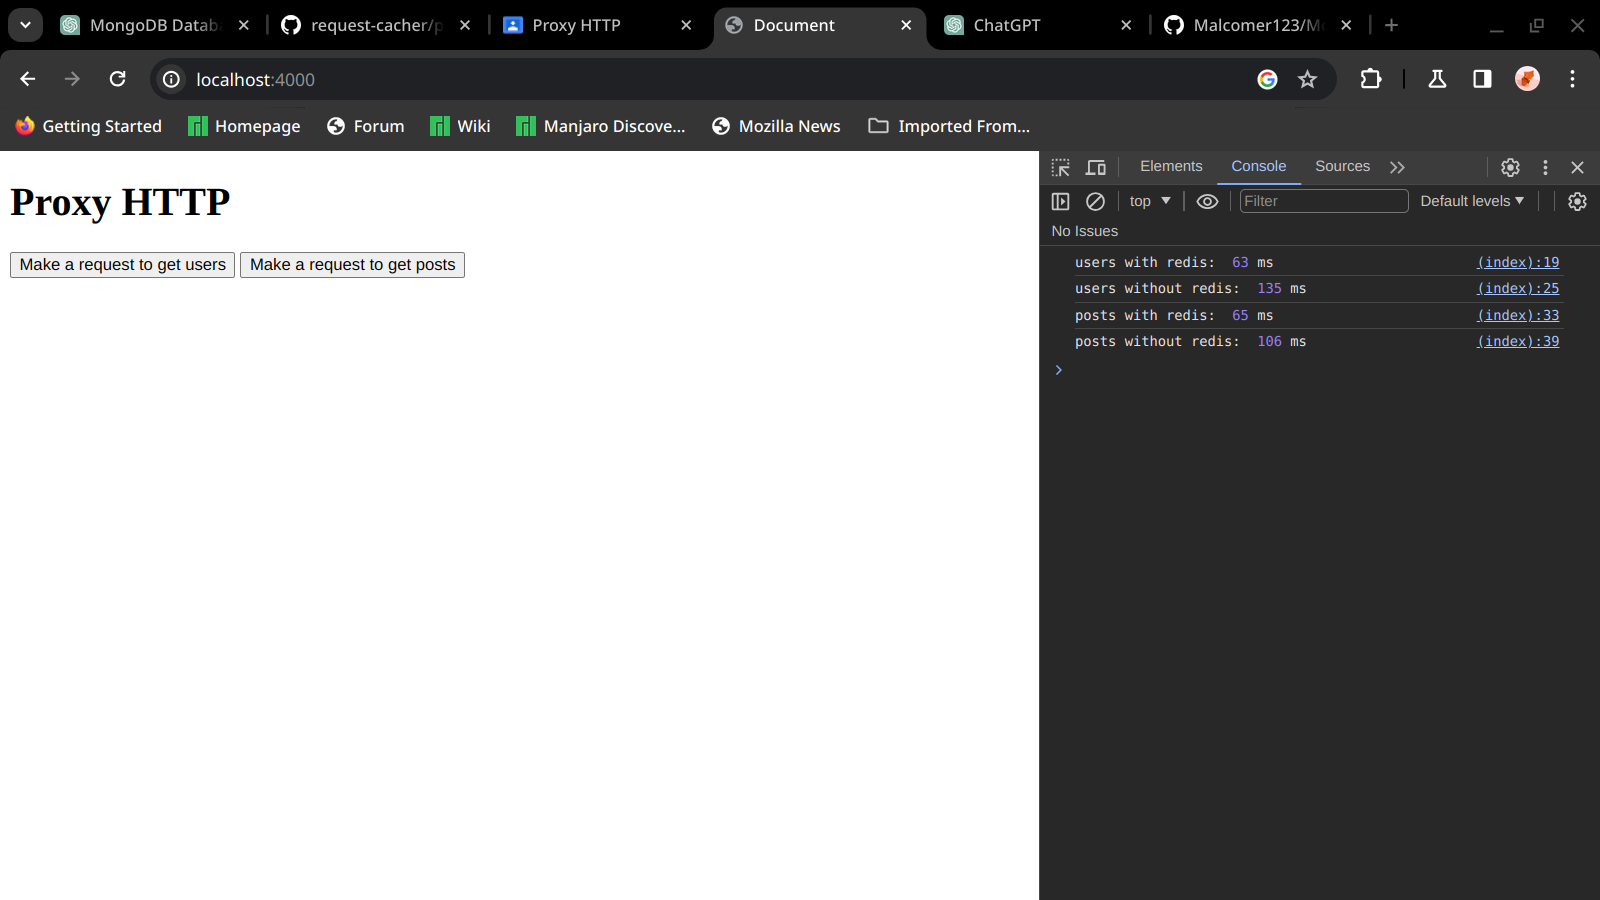 MongoDB Databa
request-cacher/p
Proxy HTTP
Document
ChatGPT
Malcomer123/Mo
localhost:4000
Getting Started
Homepage
Forum
Wiki
Manjaro Discove...
Mozilla News
Imported From...
Proxy HTTP
Make a request to get users
Make a request to get posts
Elements
Console
Sources
top
Filter
Default levels
No Issues
users with redis: 63 ms (index):19
users without redis: 135 ms (index):25
posts with redis: 65 ms (index):33
posts without redis: 106 ms (index):39